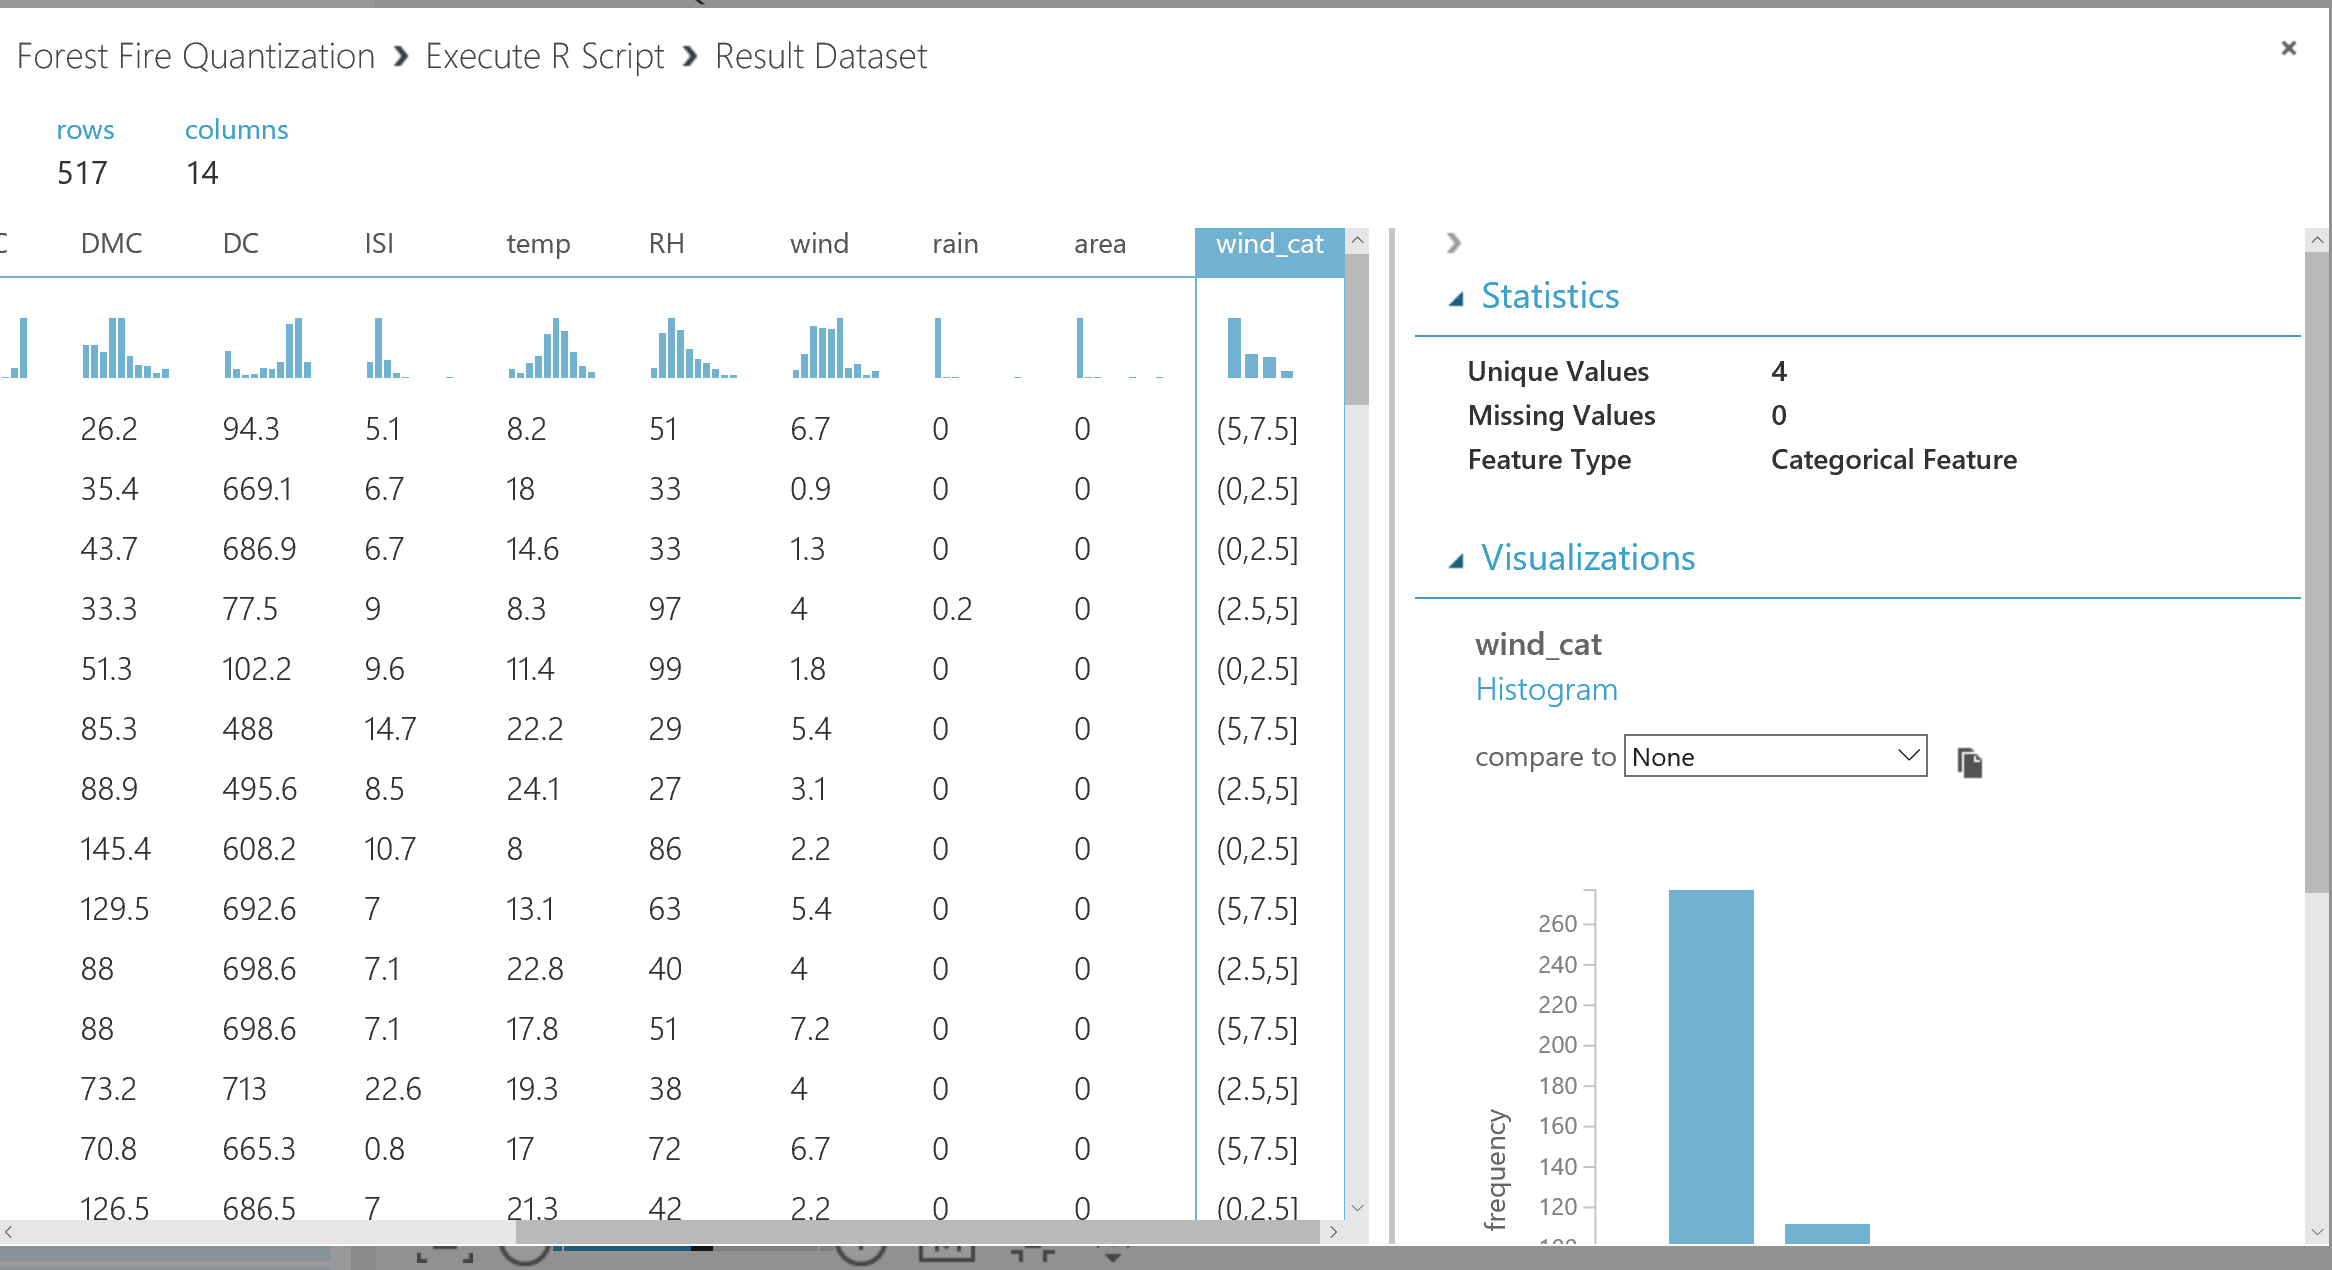 Forest Fire Quantization › Execute R Script › Result Dataset
rows columns
517 14
C DMC DC ISI temp RH wind rain area wind_cat
26.2 94.3 5.1 8.2 51 6.7 0 0 (5,7.5]
35.4 669.1 6.7 18 33 0.9 0 0 (0,2.5]
43.7 686.9 6.7 14.6 33 1.3 0 0 (0,2.5]
33.3 77.5 9 8.3 97 4 0.2 0 (2.5,5]
51.3 102.2 9.6 11.4 99 1.8 0 0 (0,2.5]
85.3 488 14.7 22.2 29 5.4 0 0 (5,7.5]
88.9 495.6 8.5 24.1 27 3.1 0 0 (2.5,5]
145.4 608.2 10.7 8 86 2.2 0 0 (0,2.5]
129.5 692.6 7 13.1 63 5.4 0 0 (5,7.5]
88 698.6 7.1 22.8 40 4 0 0 (2.5,5]
88 698.6 7.1 17.8 51 7.2 0 0 (5,7.5]
73.2 713 22.6 19.3 38 4 0 0 (2.5,5]
70.8 665.3 0.8 17 72 6.7 0 0 (5,7.5]
126.5 686.5 7 21.3 42 2.2 0 0 (0,2.5]
Statistics
Unique Values 4
Missing Values 0
Feature Type Categorical Feature
Visualizations
wind_cat
Histogram
compare to None
260
240
220
200
180
160
140
120
100
frequency